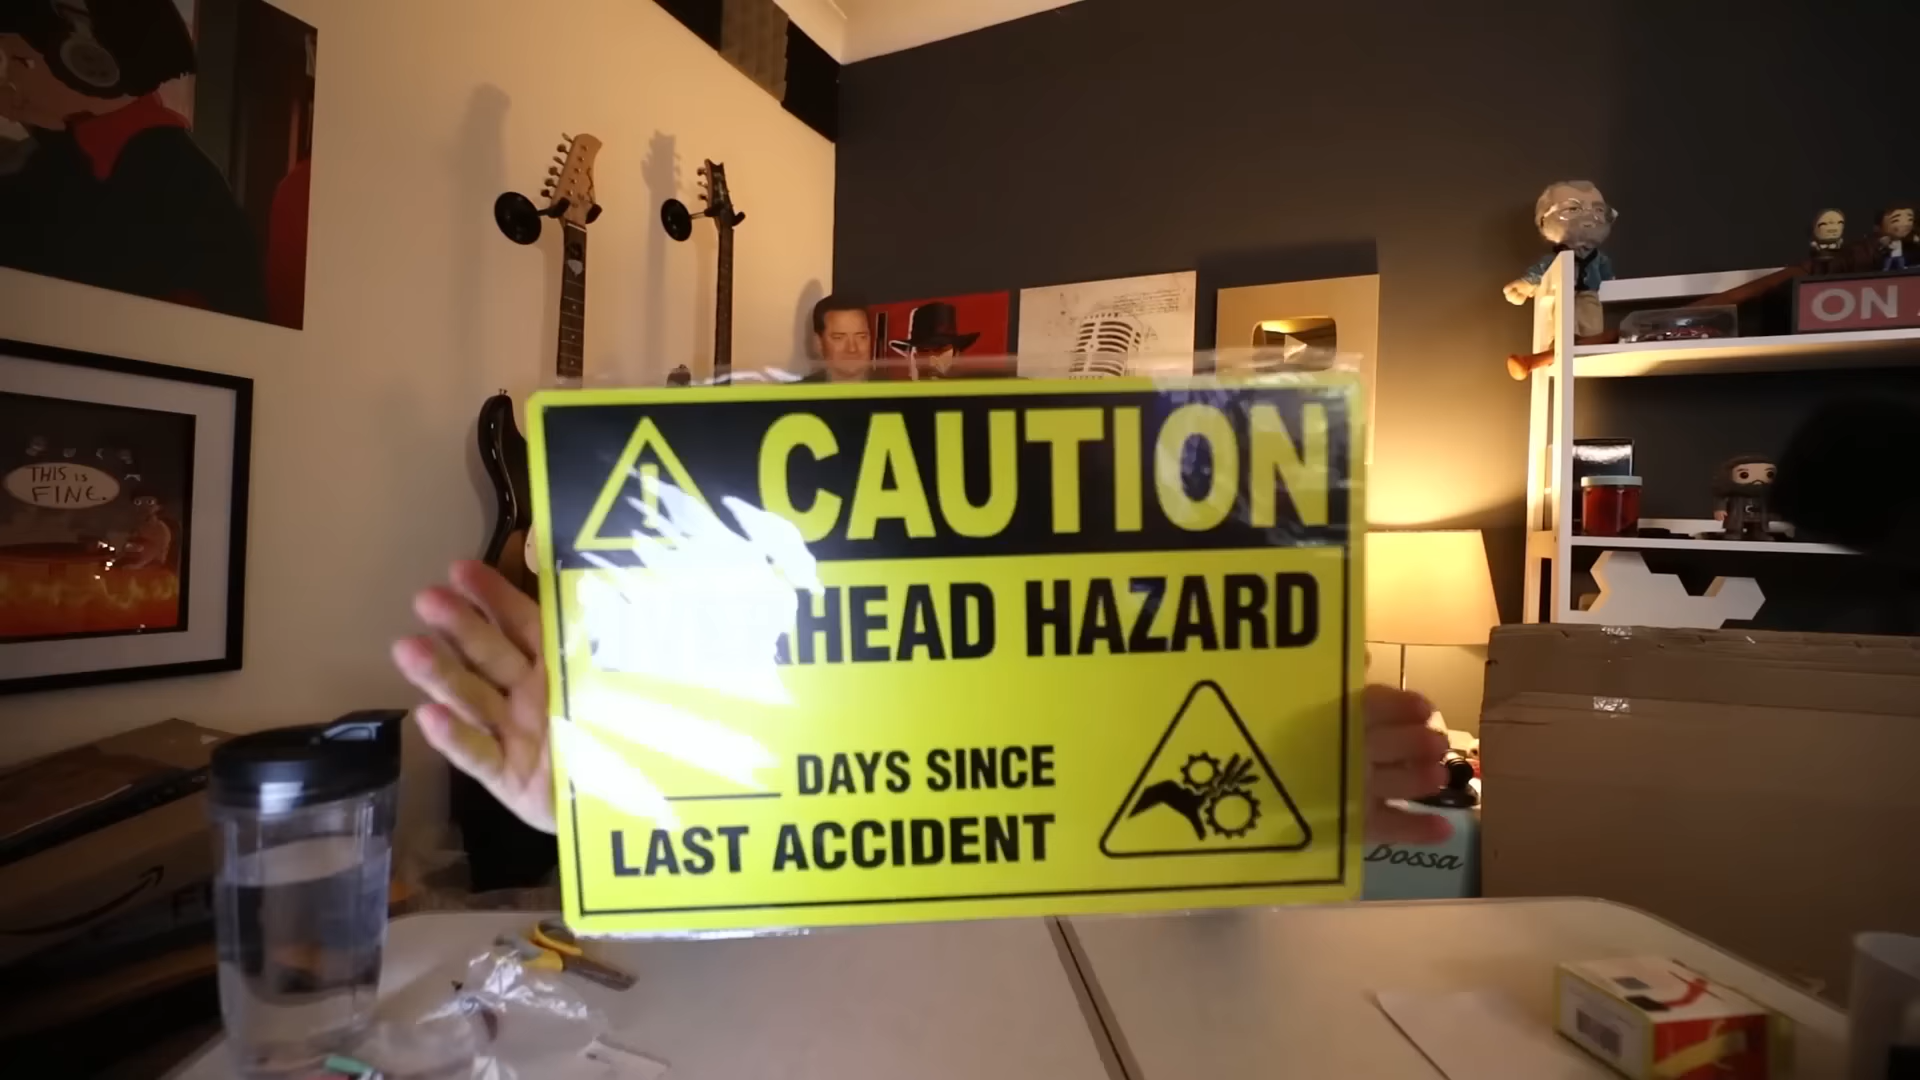 CAUTION
HEAD HAZARD
DAYS SINCE
LAST ACCIDENT
THIS IS
FINE.
ON
Dossa